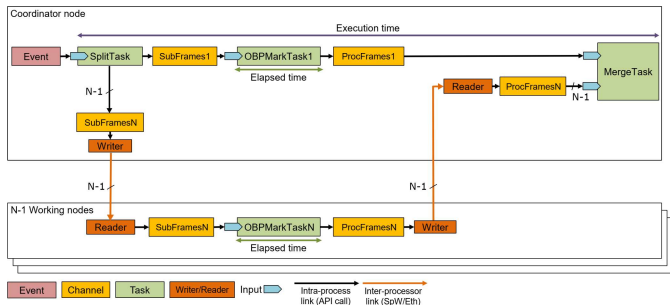 Coordinator node
Execution time
Event
SplitTask
SubFrames1
OBPMarkTask1
ProcFrames1
MergeTask
Elapsed time
Reader
ProcFramesN
N-1
N-1
SubFramesN
Writer
N-1
N-1
N-1 Working nodes
Reader
SubFramesN
OBPMarkTaskN
ProcFramesN
Writer
Elapsed time
Event
Channel
Task
Writer/Reader
Input
Intra-process
link (API call)
Inter-processor
link (SpW/Eth)